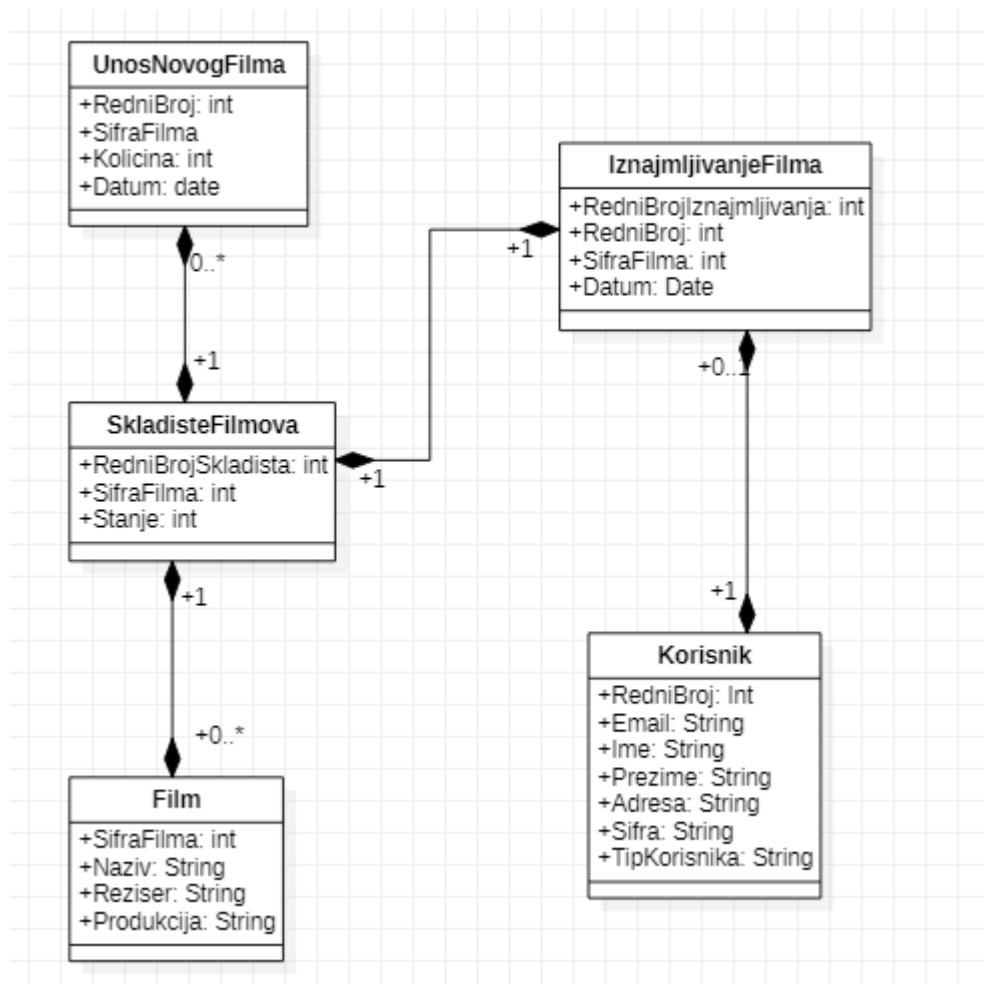 UnosNovogFilma
+RedniBroj: int
+SifraFilma
+Kolicina: int
+Datum: date
0..*
+1
IznajmljivanjeFilma
+RedniBrojIznajmljivanja: int
+RedniBroj: int
+SifraFilma: int
+Datum: Date
+1
+0..1
SkladisteFilmova
+RedniBrojSkladista: int
+SifraFilma: int
+Stanje: int
+1
+1
+0..*
+1
Film
+SifraFilma: int
+Naziv: String
+Reziser: String
+Produkcija: String
Korisnik
+RedniBroj: Int
+Email: String
+Ime: String
+Prezime: String
+Adresa: String
+Sifra: String
+TipKorisnika: String